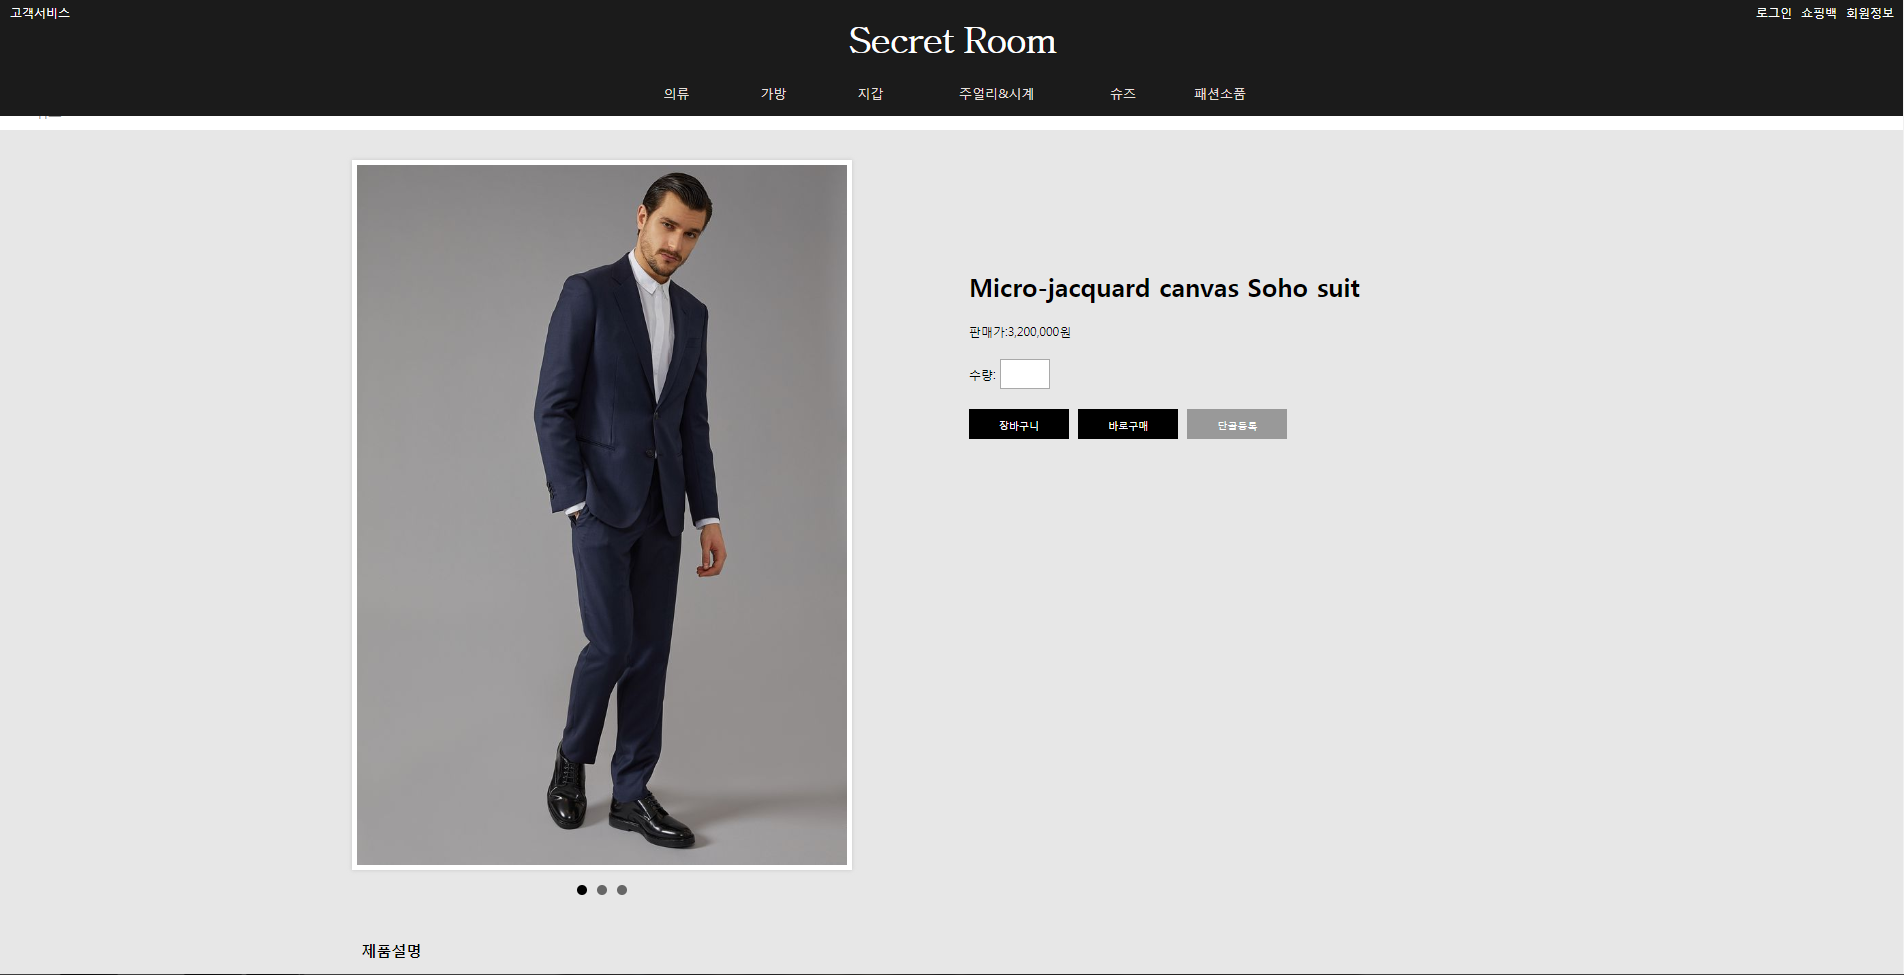 고객서비스
로그인 쇼핑백 회원정보
Secret Room
의류 가방 지갑 주얼리&시계 슈즈 패션소품
Micro-jacquard canvas Soho suit
판매가:3,200,000원
수량:
장바구니 바로구매 단골등록
제품설명